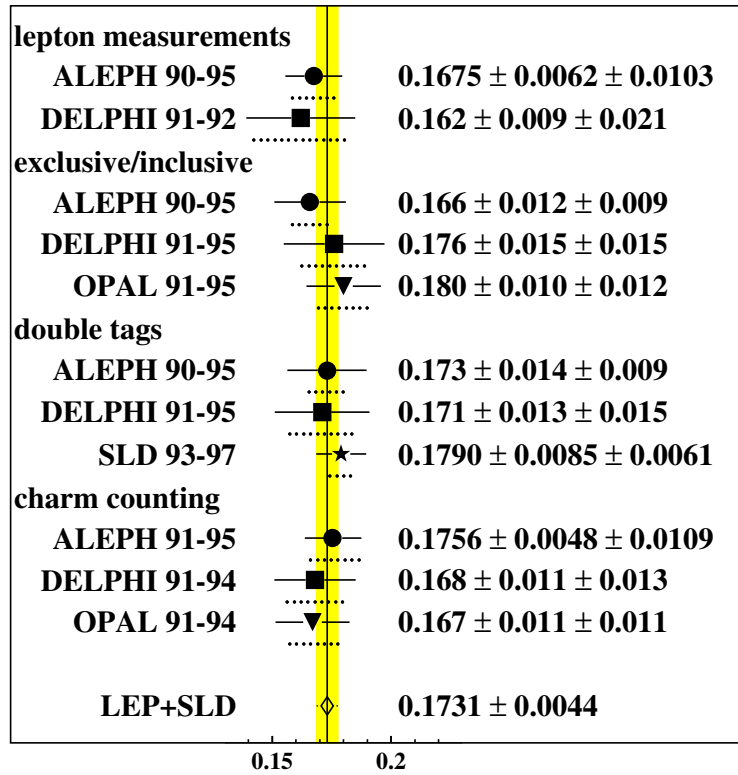 lepton measurements
ALEPH 90-95 0.1675 ± 0.0062 ± 0.0103
DELPHI 91-92 0.162 ± 0.009 ± 0.021
exclusive/inclusive
ALEPH 90-95 0.166 ± 0.012 ± 0.009
DELPHI 91-95 0.176 ± 0.015 ± 0.015
OPAL 91-95 0.180 ± 0.010 ± 0.012
double tags
ALEPH 90-95 0.173 ± 0.014 ± 0.009
DELPHI 91-95 0.171 ± 0.013 ± 0.015
SLD 93-97 0.1790 ± 0.0085 ± 0.0061
charm counting
ALEPH 91-95 0.1756 ± 0.0048 ± 0.0109
DELPHI 91-94 0.168 ± 0.011 ± 0.013
OPAL 91-94 0.167 ± 0.011 ± 0.011
LEP+SLD 0.1731 ± 0.0044
0.15 0.2